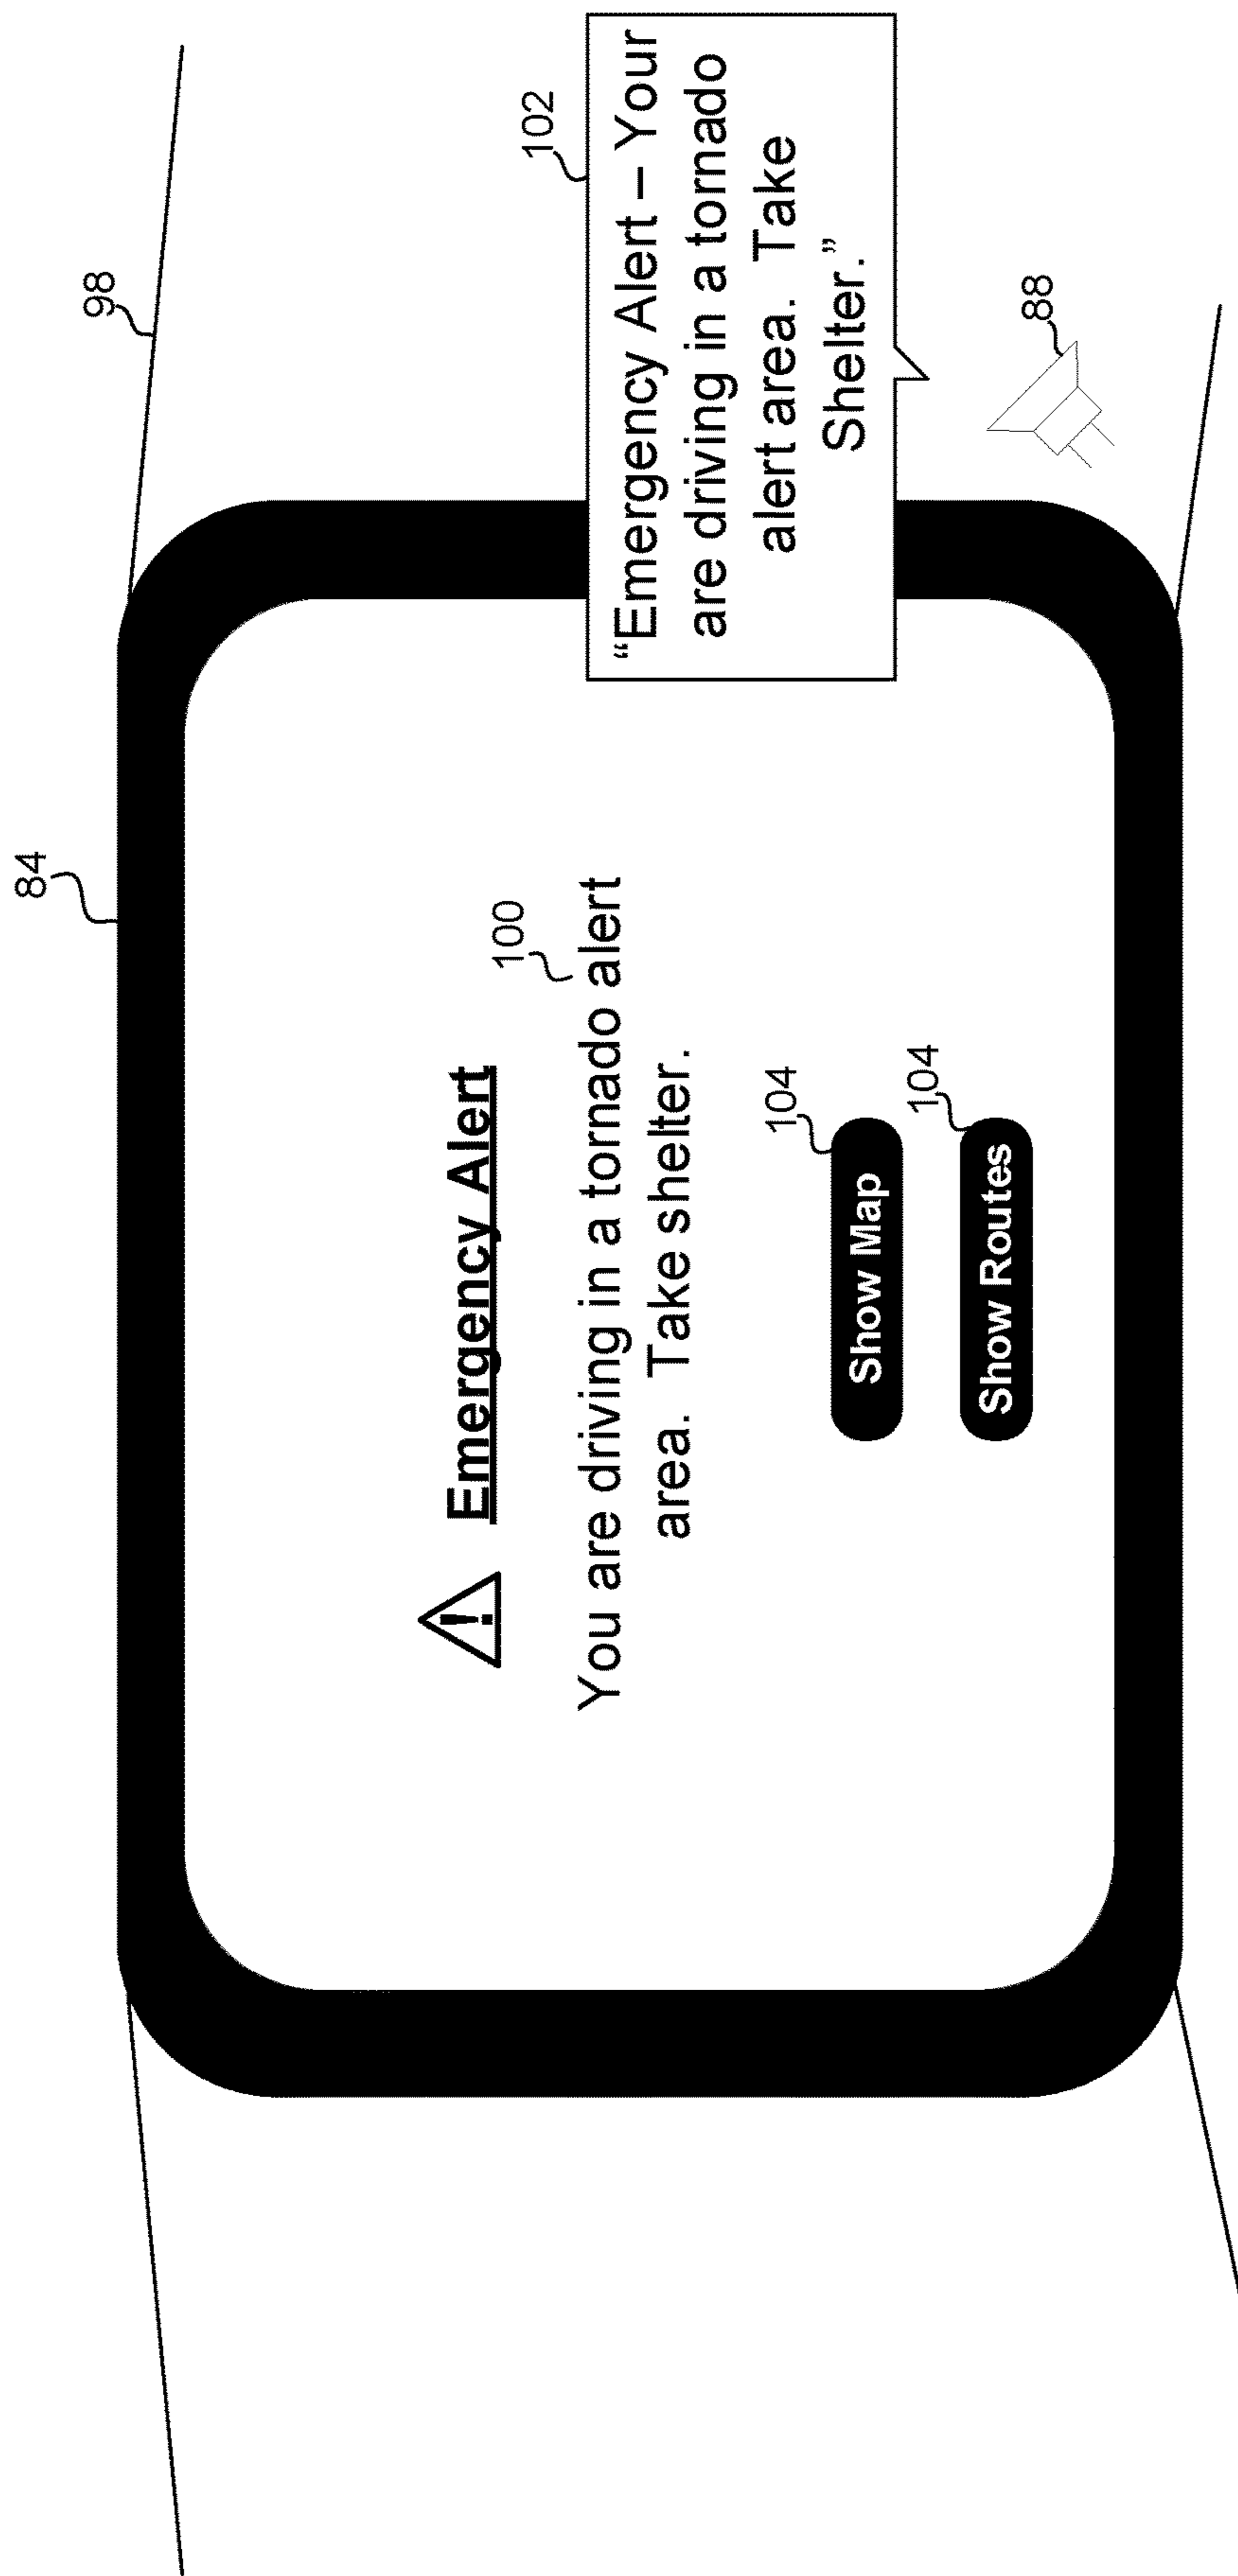 84
98
102
“Emergency Alert – Your
are driving in a tornado
alert area. Take
Shelter.”
88
Emergency Alert
100
You are driving in a tornado alert
area. Take shelter.
104
Show Map
104
Show Routes